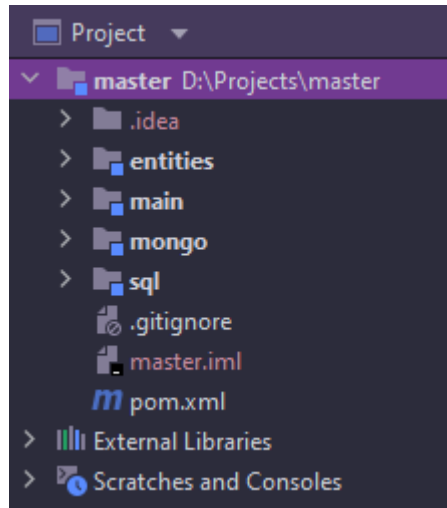 Project
master D:\Projects\master
.idea
entities
main
mongo
sql
.gitignore
master.iml
m pom.xml
External Libraries
Scratches and Consoles